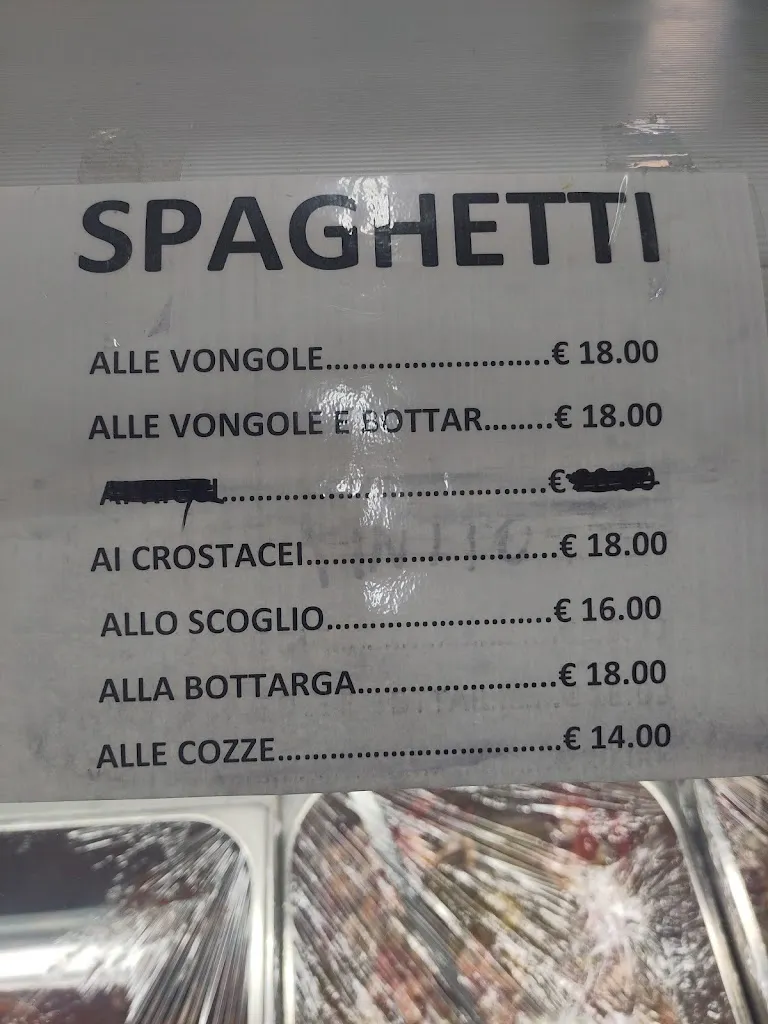 SPAGHETTI
ALLE VONGOLE...........................€ 18.00
ALLE VONGOLE E BOTTAR........€ 18.00
€
AI CROSTACEI..............................€ 18.00
ALLO SCOGLIO...........................€ 16.00
ALLA BOTTARGA........................€ 18.00
ALLE COZZE..................................€ 14.00